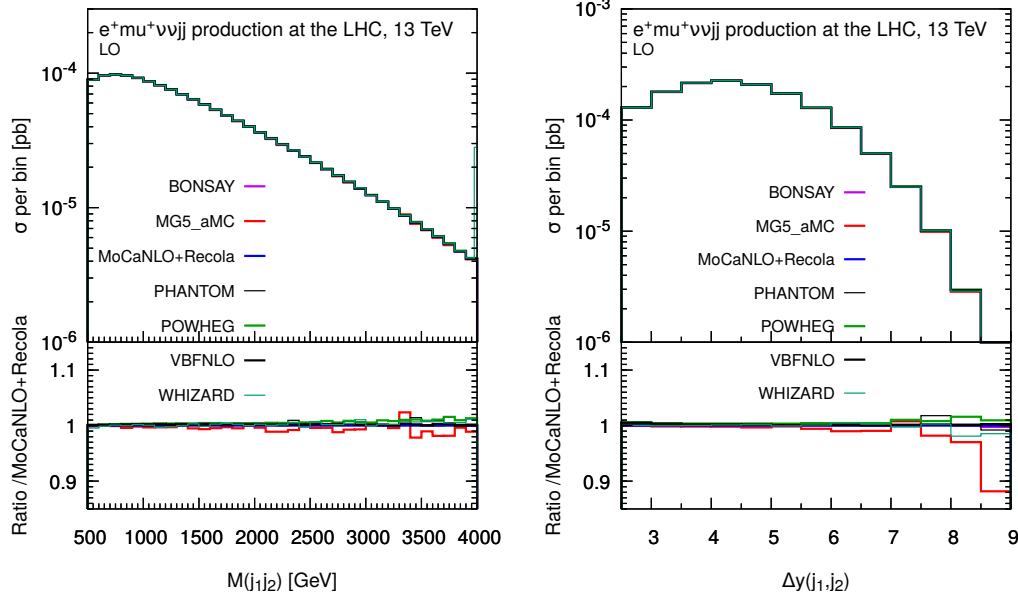 e⁺mu⁺ννjj production at the LHC, 13 TeV
LO
σ per bin [pb]
10⁻⁴
10⁻⁵
10⁻⁶
BONSAY
MG5_aMC
MoCaNLO+Recola
PHANTOM
POWHEG
VBFNLO
WHIZARD
Ratio /MoCaNLO+Recola
1.1
1
0.9
500 1000 1500 2000 2500 3000 3500 4000
M(j₁j₂) [GeV]
e⁺mu⁺ννjj production at the LHC, 13 TeV
LO
σ per bin [pb]
10⁻³
10⁻⁴
10⁻⁵
10⁻⁶
BONSAY
MG5_aMC
MoCaNLO+Recola
PHANTOM
POWHEG
VBFNLO
WHIZARD
Ratio /MoCaNLO+Recola
1.1
1
0.9
3 4 5 6 7 8 9
Δy(j₁,j₂)